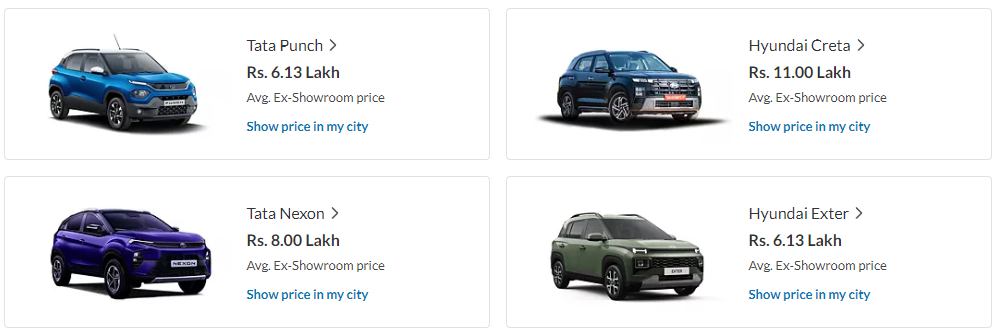 Tata Punch
Rs. 6.13 Lakh
Avg. Ex-Showroom price
Show price in my city
PUNCH
Hyundai Creta
Rs. 11.00 Lakh
Avg. Ex-Showroom price
Show price in my city
Tata Nexon
Rs. 8.00 Lakh
Avg. Ex-Showroom price
Show price in my city
NEXON
Hyundai Exter
Rs. 6.13 Lakh
Avg. Ex-Showroom price
Show price in my city
EXTER